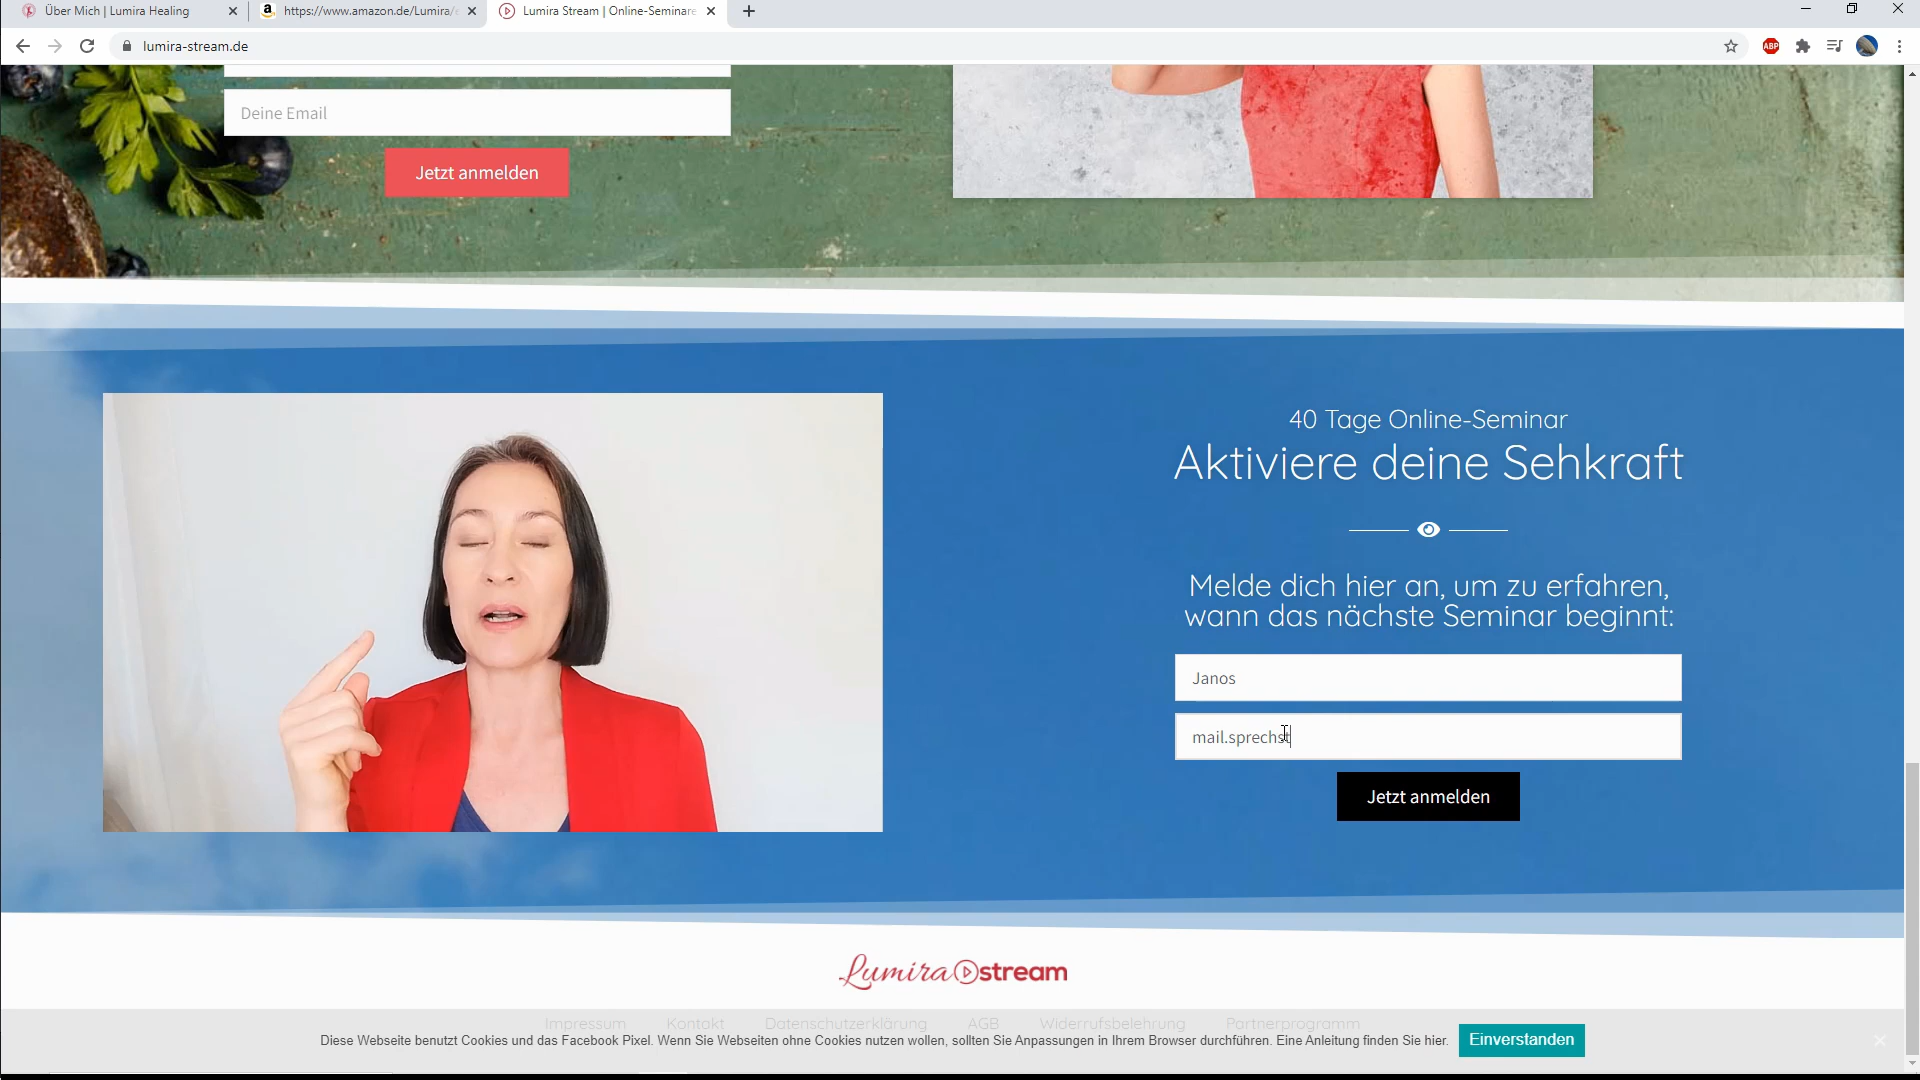 Über Mich | Lumira Healing
https://www.amazon.de/Lumira/
Lumira Stream | Online-Seminare
lumira-stream.de
ABP
Deine Email
Jetzt anmelden
40 Tage Online-Seminar
Aktiviere deine Sehkraft
Melde dich hier an, um zu erfahren,
wann das nächste Seminar beginnt:
Janos
mail.sprechst
Jetzt anmelden
Lumira stream
Impressum Kontakt Datenschutzerklärung AGB Widerrufsbelehrung Partnerprogramm
Diese Webseite benutzt Cookies und das Facebook Pixel. Wenn Sie Webseiten ohne Cookies nutzen wollen, sollten Sie Anpassungen in Ihrem Browser durchführen. Eine Anleitung finden Sie hier.
Einverstanden